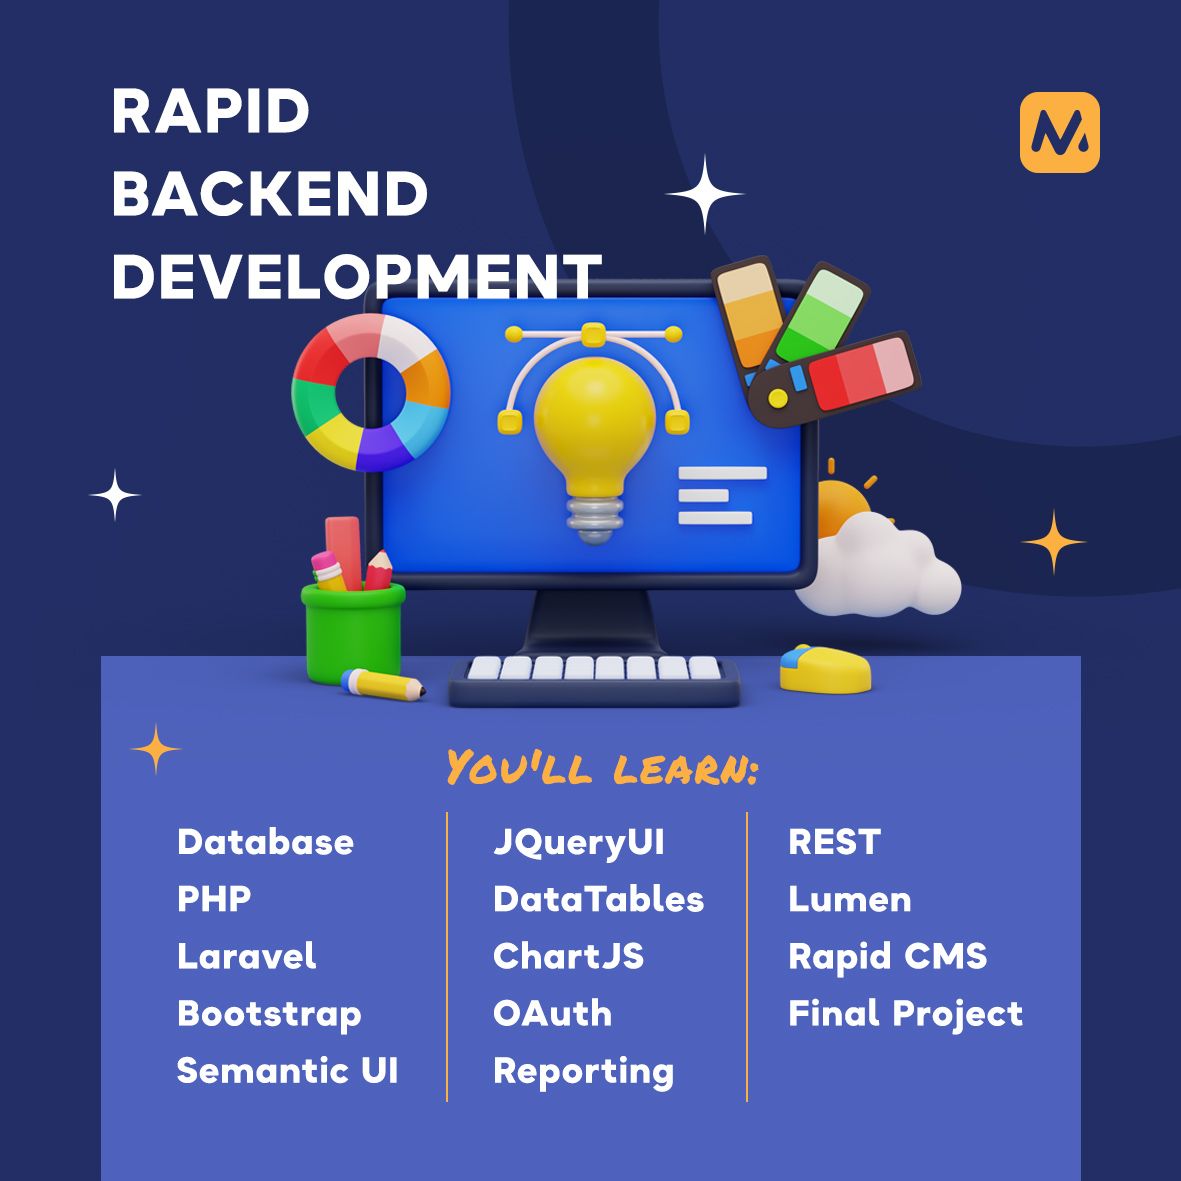 RAPID
BACKEND
DEVELOPMENT
M
You'll learn:
Database
PHP
Laravel
Bootstrap
Semantic UI
JQueryUI
DataTables
ChartJS
OAuth
Reporting
REST
Lumen
Rapid CMS
Final Project